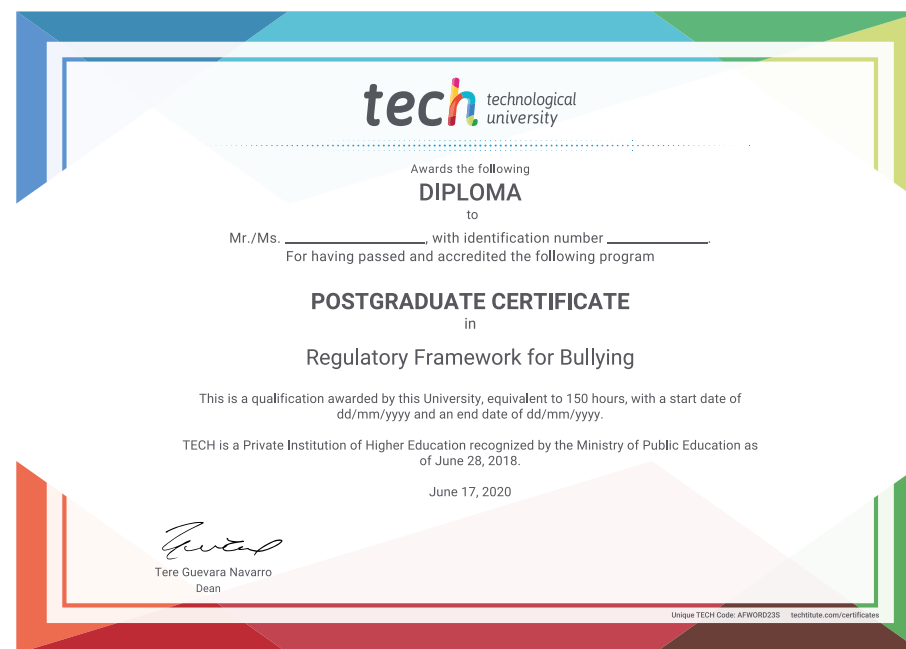 tech technological
university
Awards the following
DIPLOMA
to
Mr./Ms. ____________, with identification number ____________.
For having passed and accredited the following program
POSTGRADUATE CERTIFICATE
in
Regulatory Framework for Bullying
This is a qualification awarded by this University, equivalent to 150 hours, with a start date of
dd/mm/yyyy and an end date of dd/mm/yyyy.
TECH is a Private Institution of Higher Education recognized by the Ministry of Public Education as
of June 28, 2018.
June 17, 2020
Tere Guevara Navarro
Dean
Unique TECH Code: AFWORD23S techtitute.com/certificates